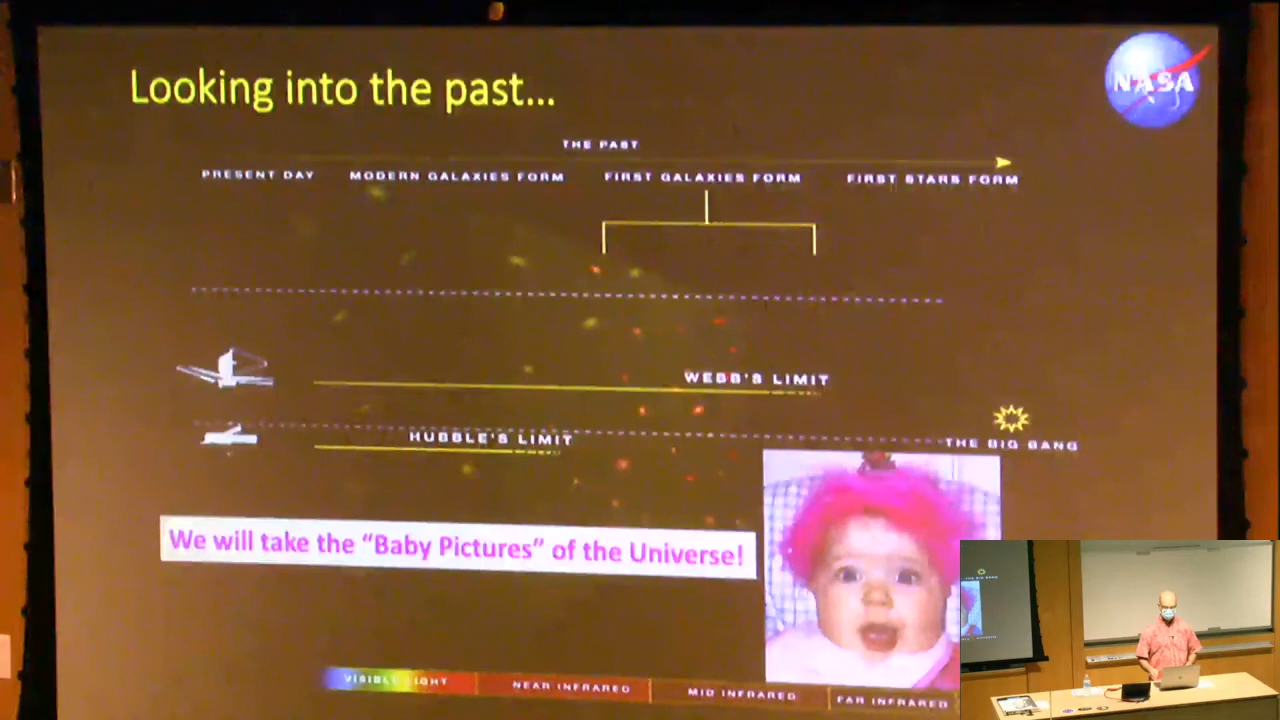 Looking into the past...
NASA
THE PAST
PRESENT DAY MODERN GALAXIES FORM FIRST GALAXIES FORM FIRST STARS FORM
WEBB'S LIMIT
HUBBLE'S LIMIT
THE BIG BANG
We will take the “Baby Pictures” of the Universe!
VISIBLE LIGHT NEAR INFRARED MID INFRARED FAR INFRARED